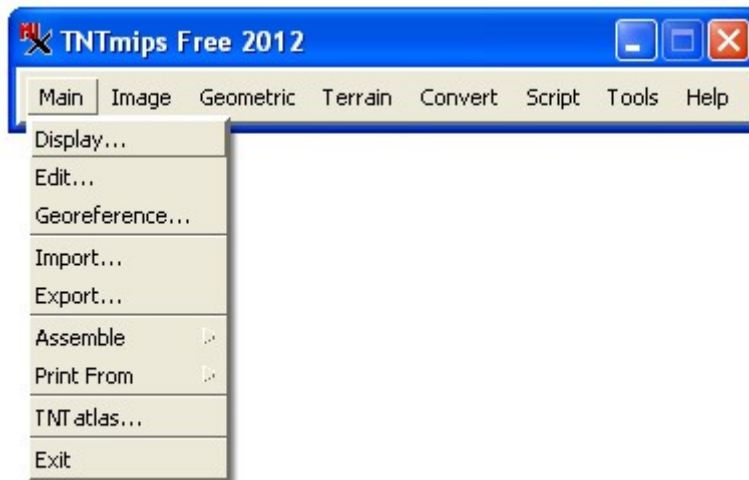 TNTmips Free 2012
Main Image Geometric Terrain Convert Script Tools Help
Display...
Edit...
Georeference...
Import...
Export...
Assemble
Print From
TNTatlas...
Exit